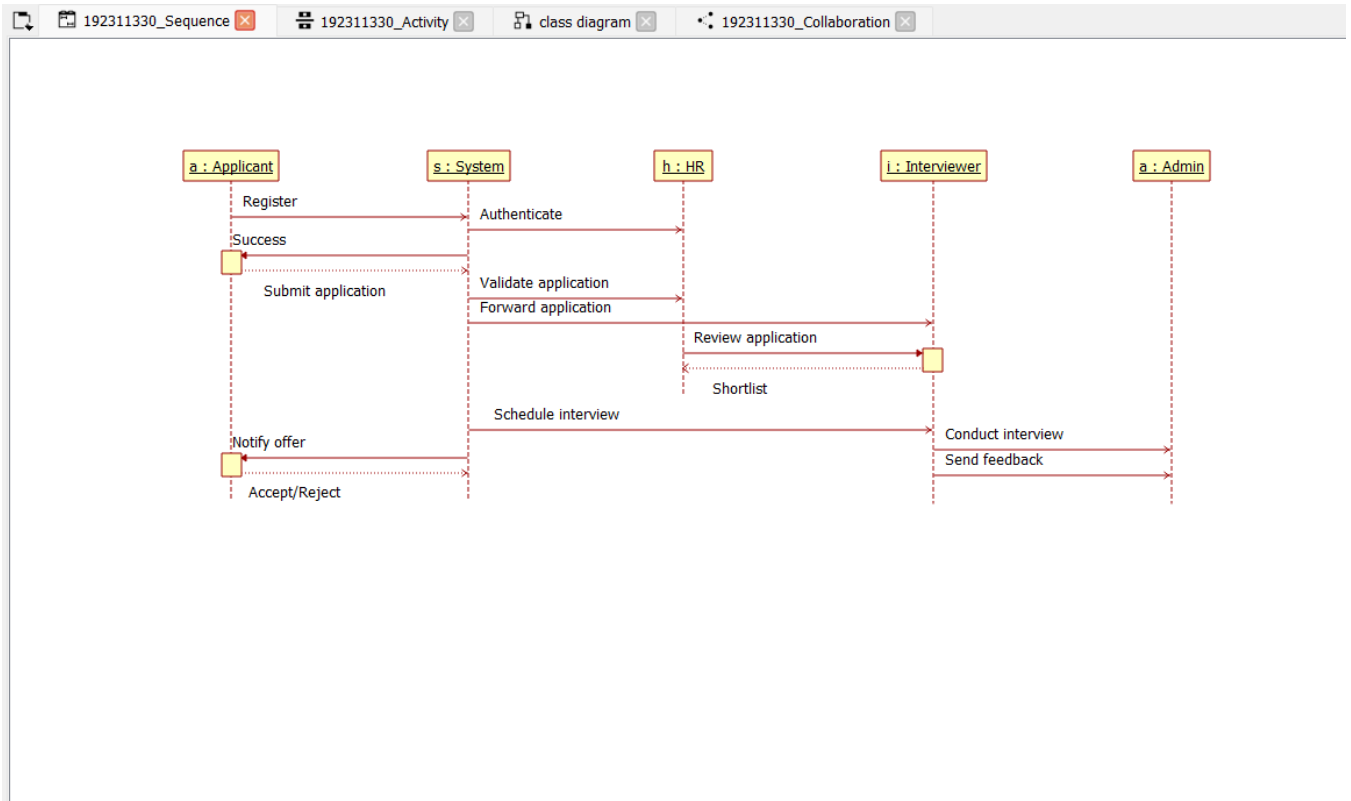 192311330_Sequence
192311330_Activity
class diagram
192311330_Collaboration
a : Applicant
s : System
h : HR
i : Interviewer
a : Admin
Register
Authenticate
Success
Submit application
Validate application
Forward application
Review application
Shortlist
Schedule interview
Notify offer
Conduct interview
Send feedback
Accept/Reject